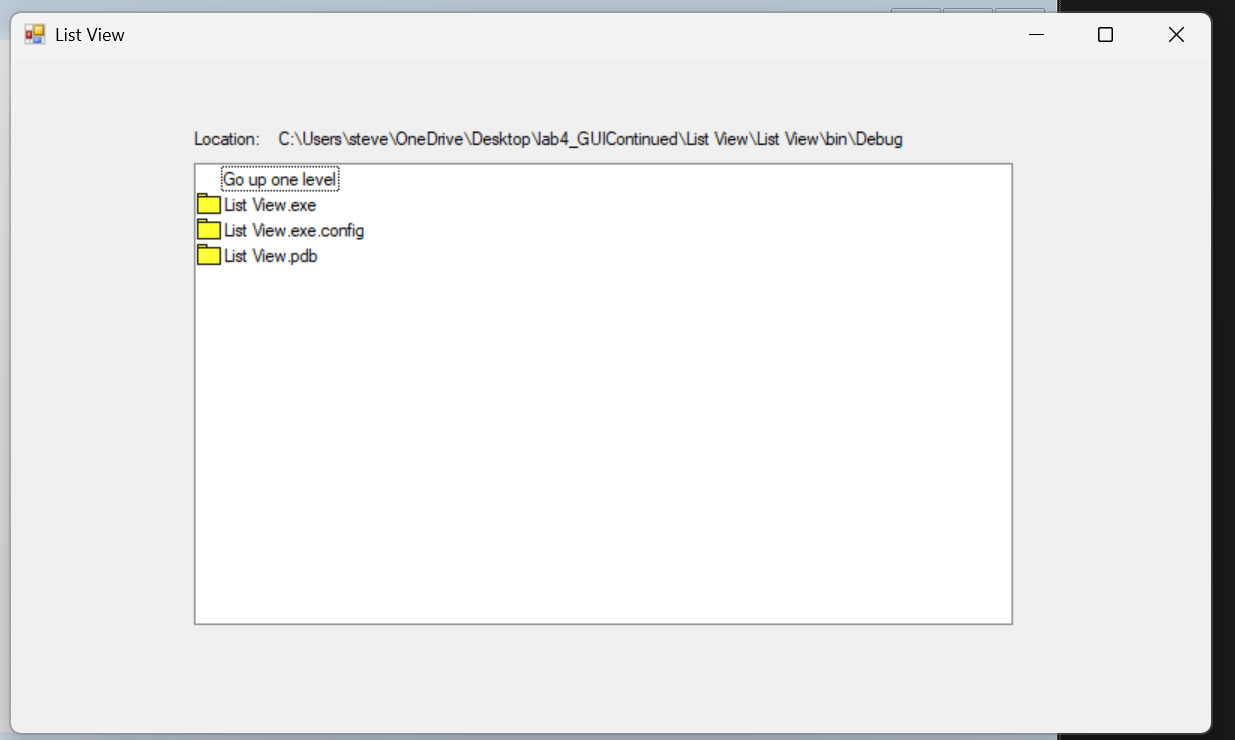 List View
Location: C:\Users\steve\OneDrive\Desktop\lab4_GUIContinued\List View\List View\bin\Debug
Go up one level
List View.exe
List View.exe.config
List View.pdb